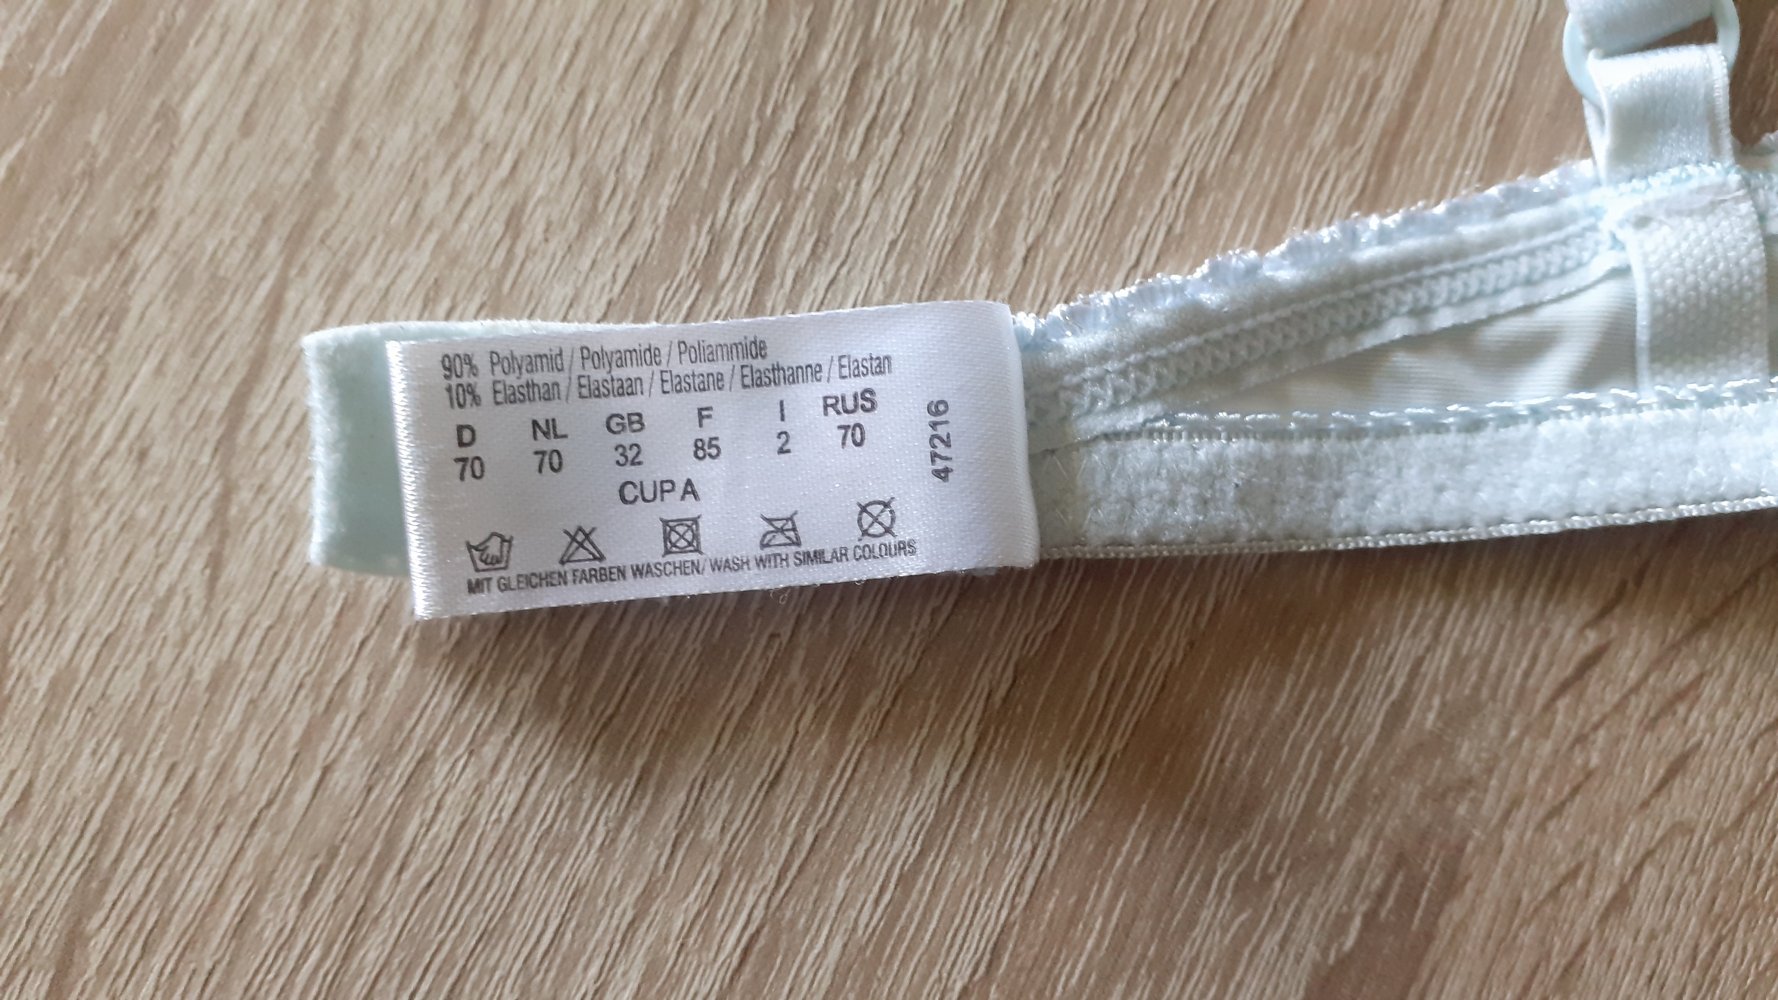 90% Polyamid / Polyamide / Poliammide
10% Elasthan / Elastaan / Elastane / Elasthanne / Elastan
D NL GB F I RUS
70 70 32 85 2 70
CUP A
47216
MIT GLEICHEN FARBEN WASCHEN/ WASH WITH SIMILAR COLOURS